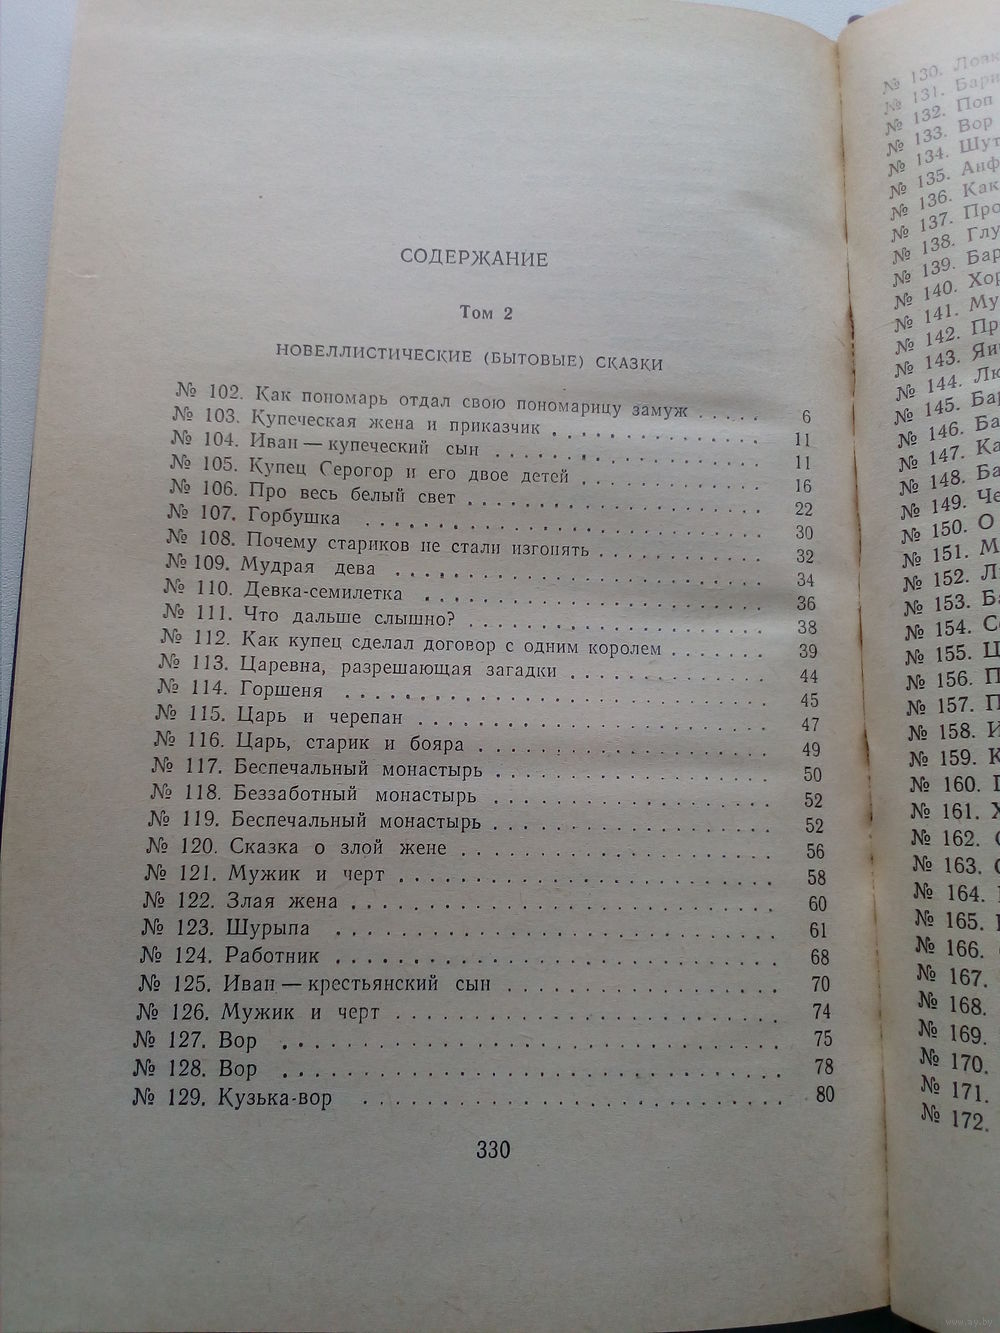 СОДЕРЖАНИЕ
Том 2
НОВЕЛЛИСТИЧЕСКИЕ (БЫТОВЫЕ) СКАЗКИ
№ 102. Как пономарь отдал свою пономарицу замуж . . . . . 6
№ 103. Купеческая жена и приказчик . . . . . . . . . . . . 11
№ 104. Иван — купеческий сын . . . . . . . . . . . . . . 11
№ 105. Купец Серогор и его двое детей . . . . . . . . . . 16
№ 106. Про весь белый свет . . . . . . . . . . . . . . . 22
№ 107. Горбушка . . . . . . . . . . . . . . . . . . . . 30
№ 108. Почему стариков не стали изгонять . . . . . . . . . 32
№ 109. Мудрая дева . . . . . . . . . . . . . . . . . . . 34
№ 110. Девка-семилетка . . . . . . . . . . . . . . . . . 36
№ 111. Что дальше слышно? . . . . . . . . . . . . . . . . 38
№ 112. Как купец сделал договор с одним королем . . . . . . . 39
№ 113. Царевна, разрешающая загадки . . . . . . . . . . . 44
№ 114. Горшеня . . . . . . . . . . . . . . . . . . . . . 45
№ 115. Царь и черепан . . . . . . . . . . . . . . . . . . 47
№ 116. Царь, старик и бояра . . . . . . . . . . . . . . . 49
№ 117. Беспечальный монастырь . . . . . . . . . . . . . . 50
№ 118. Беззаботный монастырь . . . . . . . . . . . . . . 52
№ 119. Беспечальный монастырь . . . . . . . . . . . . . . 52
№ 120. Сказка о злой жене . . . . . . . . . . . . . . . . 56
№ 121. Мужик и черт . . . . . . . . . . . . . . . . . . . 58
№ 122. Злая жена . . . . . . . . . . . . . . . . . . . . 60
№ 123. Шурыпа . . . . . . . . . . . . . . . . . . . . . 61
№ 124. Работник . . . . . . . . . . . . . . . . . . . . . 68
№ 125. Иван — крестьянский сын . . . . . . . . . . . . . 70
№ 126. Мужик и черт . . . . . . . . . . . . . . . . . . . 74
№ 127. Вор . . . . . . . . . . . . . . . . . . . . . . . 75
№ 128. Вор . . . . . . . . . . . . . . . . . . . . . . . 78
№ 129. Кузька-вор . . . . . . . . . . . . . . . . . . . . 80
330
№ 130.
№ 131.
№ 132. Поп
№ 133. Вор
№ 134.
№ 135.
№ 136. Как
№ 137.
№ 138.
№ 139.
№ 140.
№ 141.
№ 142.
№ 143.
№ 144.
№ 145.
№ 146.
№ 147.
№ 148.
№ 149.
№ 150. О
№ 151.
№ 152.
№ 153.
№ 154.
№ 155.
№ 156.
№ 157.
№ 158.
№ 159.
№ 160.
№ 161.
№ 162.
№ 163.
№ 164.
№ 165.
№ 166.
№ 167.
№ 168.
№ 169.
№ 170.
№ 171.
№ 172.
www.ay.by